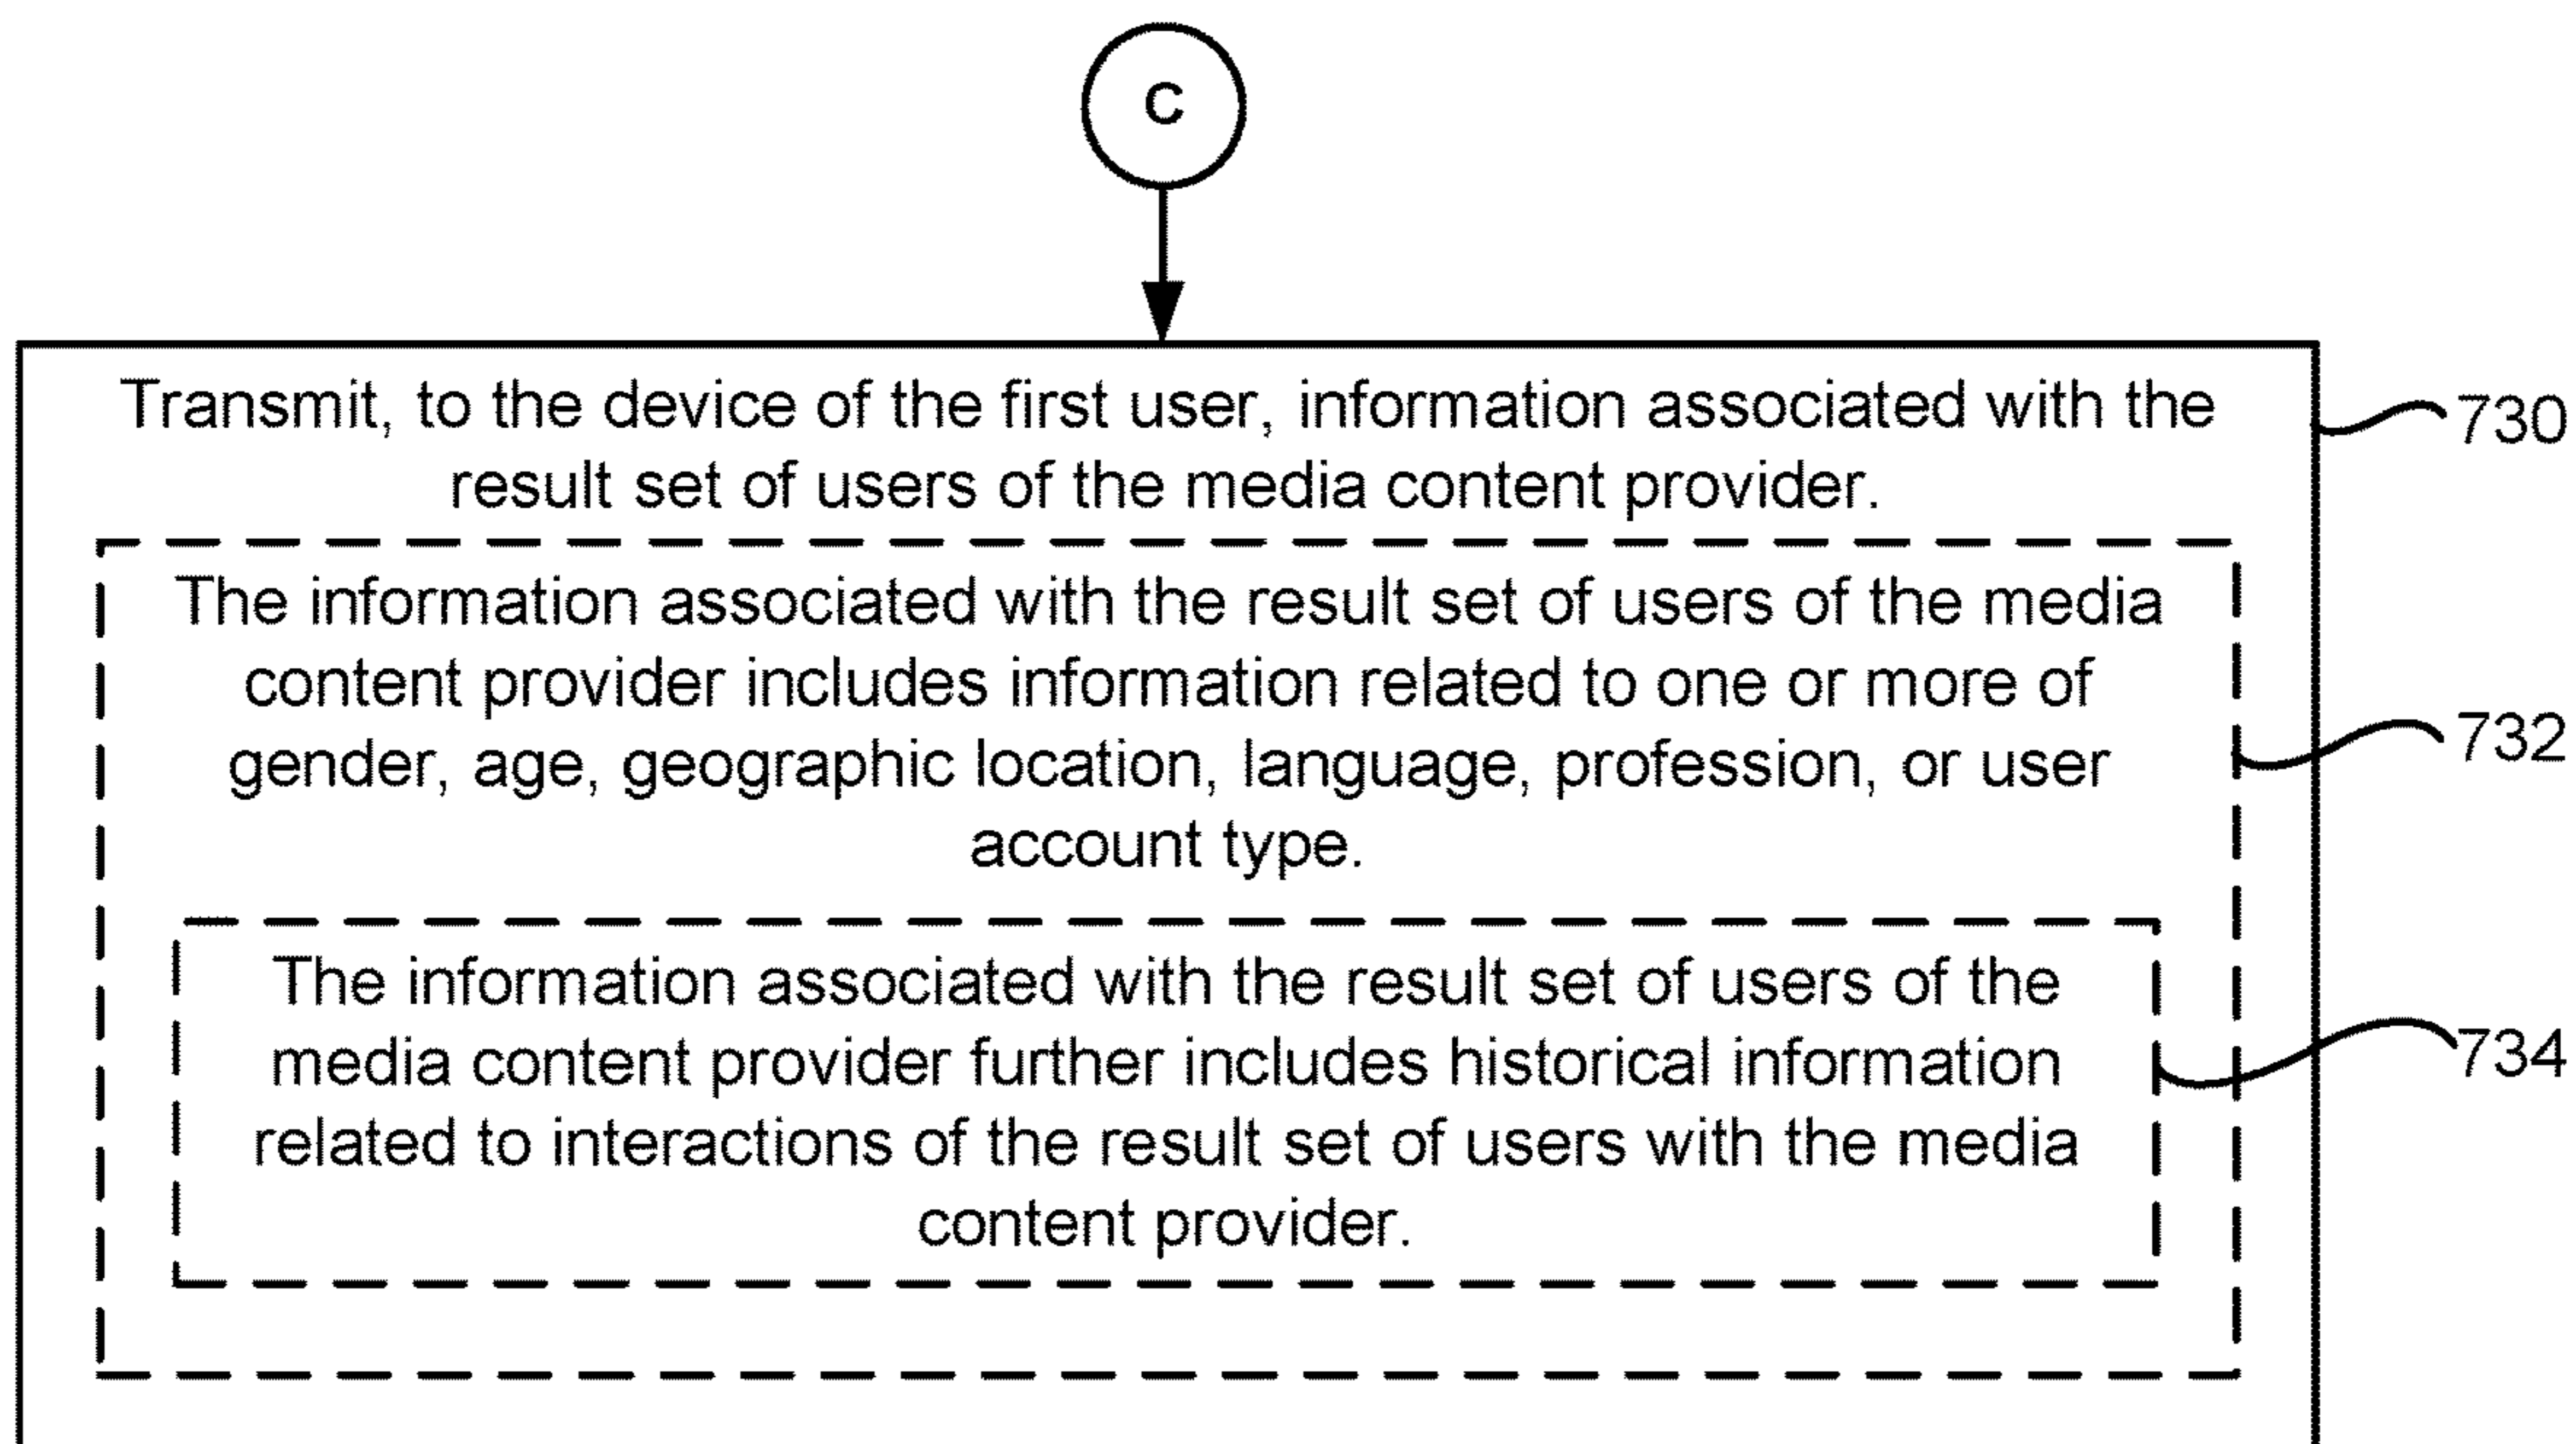 C
Transmit, to the device of the first user, information associated with the
result set of users of the media content provider.
730
The information associated with the result set of users of the media
content provider includes information related to one or more of
gender, age, geographic location, language, profession, or user
account type.
732
The information associated with the result set of users of the
media content provider further includes historical information
related to interactions of the result set of users with the media
content provider.
734